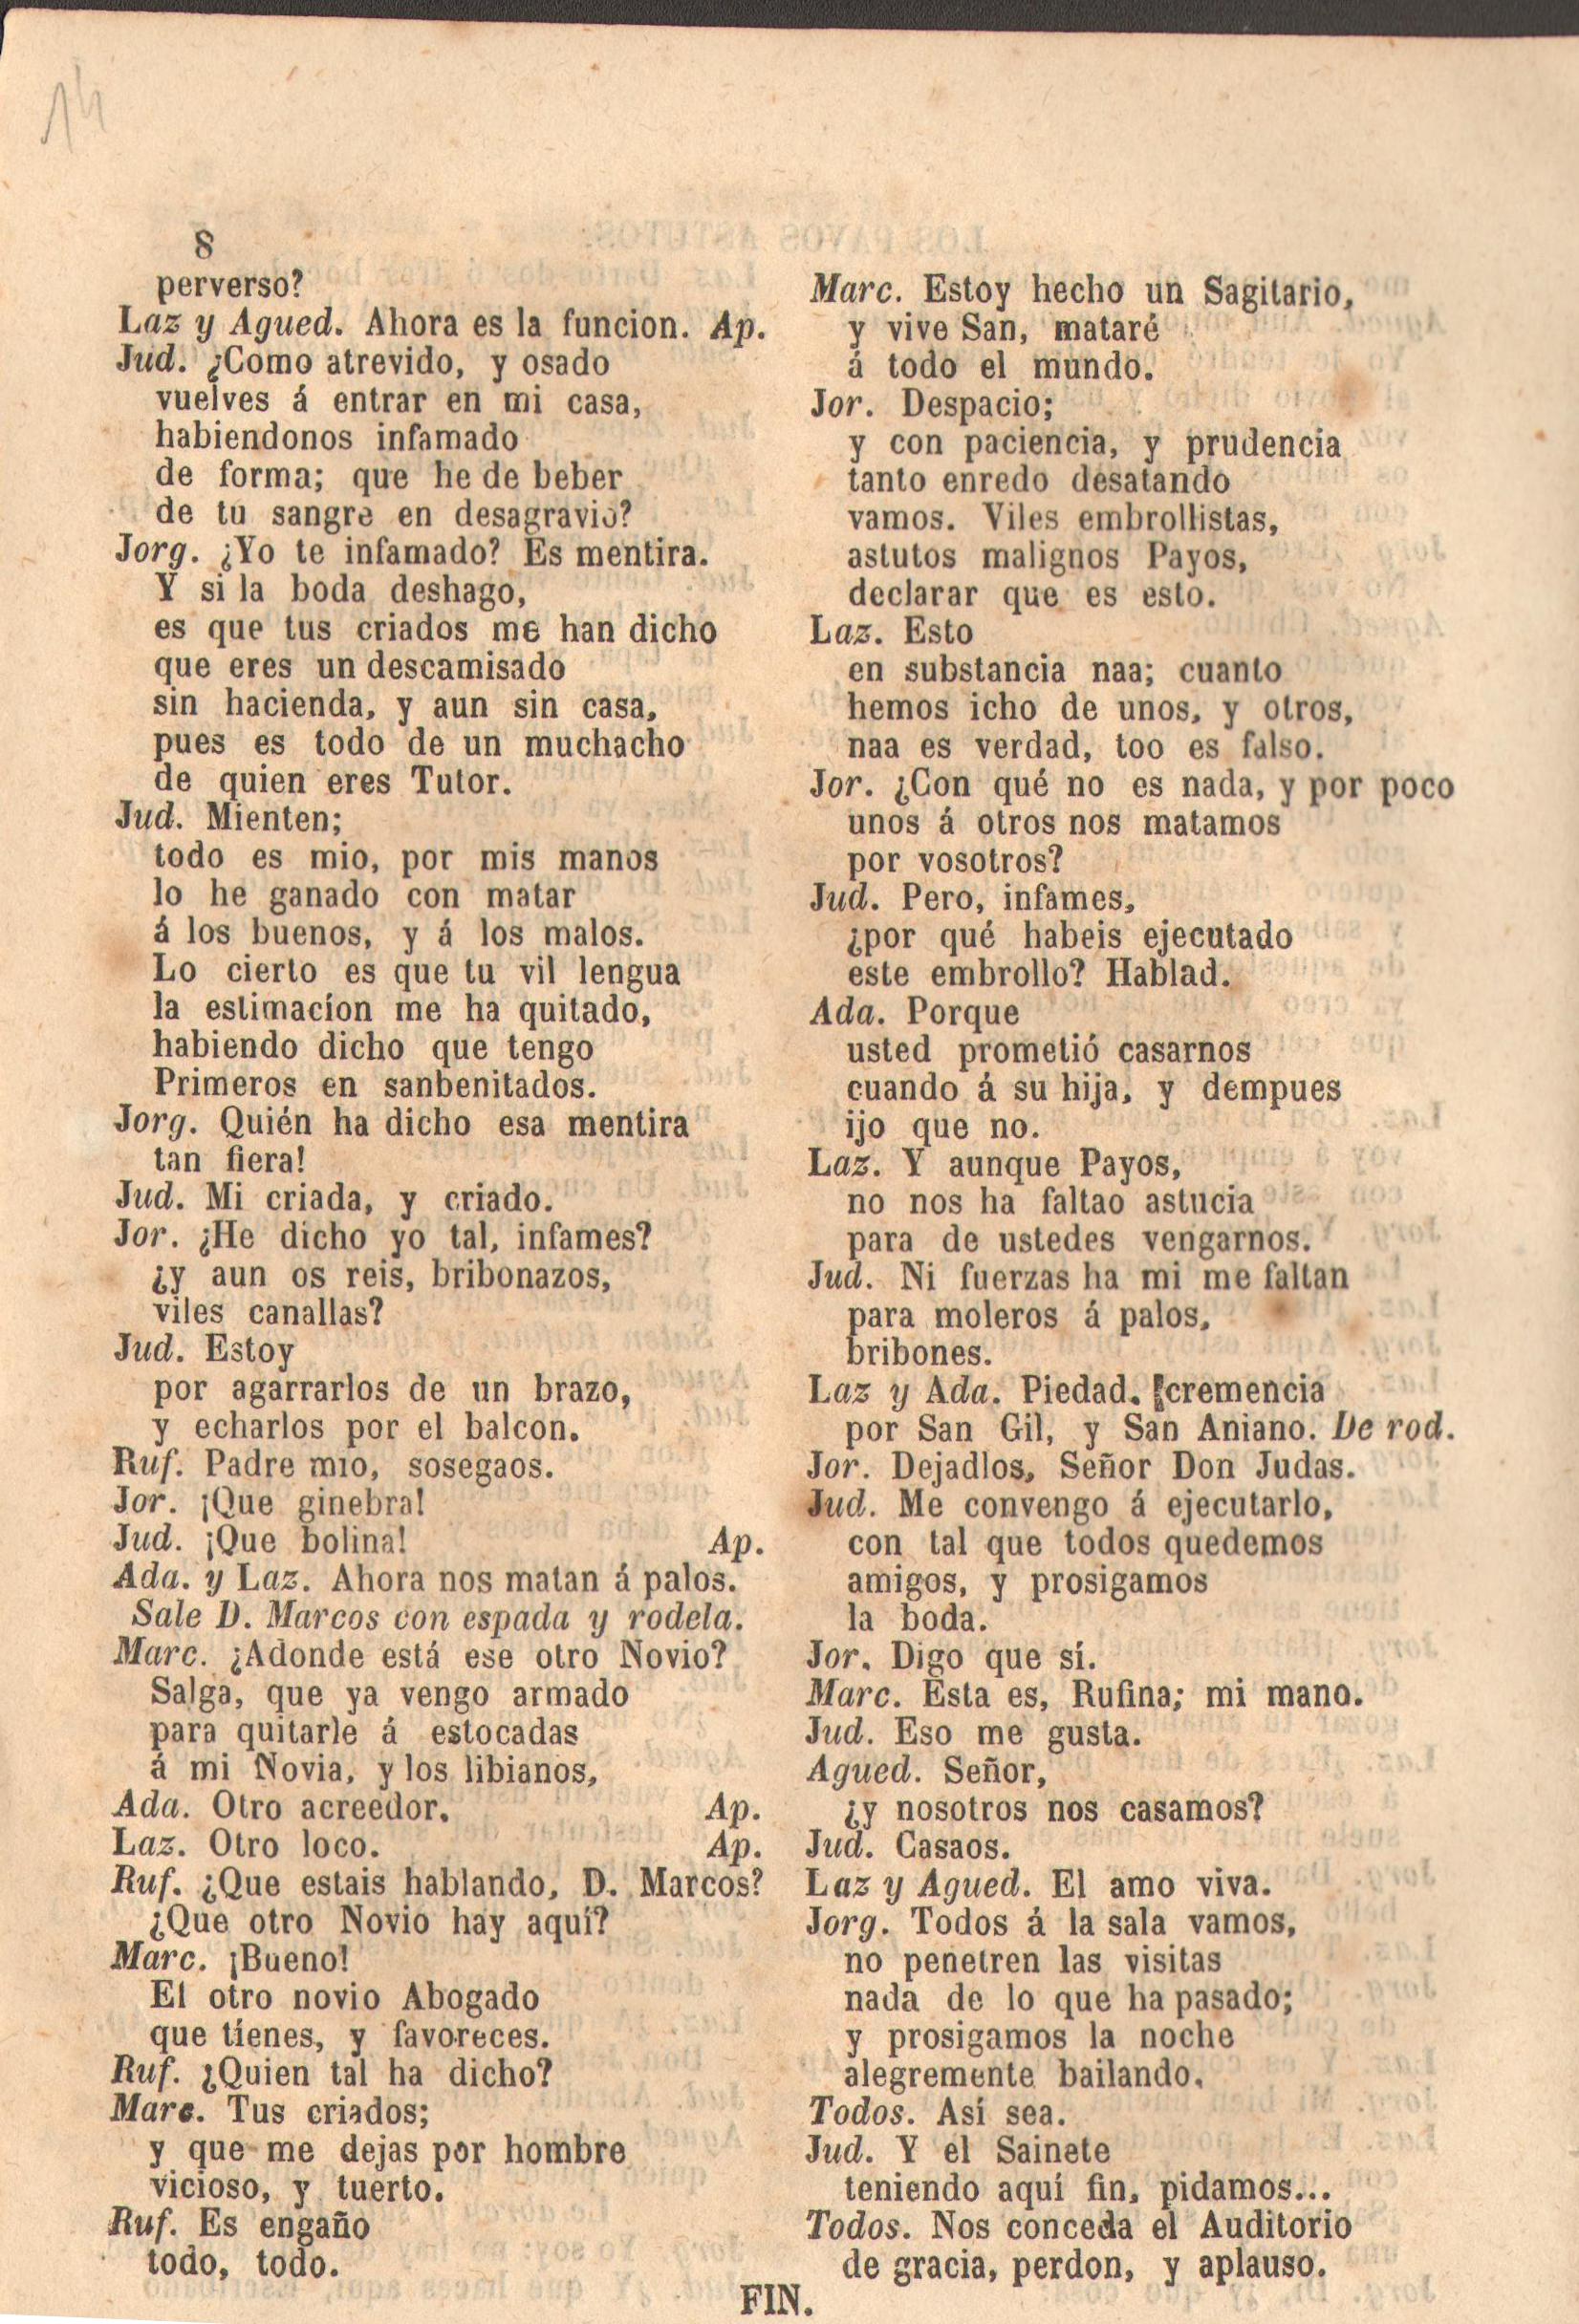 14
8
perverso?
Laz y Agued. Ahora es la funcion. Ap.
Jud. ¿Como atrevido, y osado
vuelves á entrar en mi casa,
habiendonos infamado
de forma; que he de beber
de tu sangre en desagravio?
Jorg. ¿Yo te infamado? Es mentira.
Y si la boda deshago,
es que tus criados me han dicho
que eres un descamisado
sin hacienda, y aun sin casa,
pues es todo de un muchacho
de quien eres Tutor.
Jud. Mienten;
todo es mio, por mis manos
lo he ganado con matar
á los buenos, y á los malos.
Lo cierto es que tu vil lengua
la estimacíon me ha quitado,
habiendo dicho que tengo
Primeros en sanbenitados.
Jorg. Quién ha dicho esa mentira
tan fiera!
Jud. Mi criada, y criado.
Jor. ¿He dicho yo tal, infames?
¿y aun os reis, bribonazos,
viles canallas?
Jud. Estoy
por agarrarlos de un brazo,
y echarlos por el balcon.
Ruf. Padre mio, sosegaos.
Jor. ¡Que ginebra!
Jud. ¡Que bolina! Ap.
Ada. y Laz. Ahora nos matan á palos.
Sale D. Marcos con espada y rodela.
Marc. ¿Adonde está ese otro Novio?
Salga, que ya vengo armado
para quitarle á estocadas
á mi Novia, y los libianos,
Ada. Otro acreedor. Ap.
Laz. Otro loco. Ap.
Ruf. ¿Que estais hablando, D. Marcos?
¿Que otro Novio hay aquí?
Marc. ¡Bueno!
El otro novio Abogado
que tíenes, y favoreces.
Ruf. ¿Quien tal ha dicho?
Marc. Tus criados;
y que me dejas por hombre
vicioso, y tuerto.
Ruf. Es engaño
todo, todo.
Marc. Estoy hecho un Sagitario,
y vive San, mataré
á todo el mundo.
Jor. Despacio;
y con paciencia, y prudencia
tanto enredo desatando
vamos. Viles embrollistas,
astutos malignos Payos,
declarar que es esto.
Laz. Esto
en substancia naa; cuanto
hemos icho de unos, y otros,
naa es verdad, too es falso.
Jor. ¿Con qué no es nada, y por poco
unos á otros nos matamos
por vosotros?
Jud. Pero, infames,
¿por qué habeis ejecutado
este embrollo? Hablad.
Ada. Porque
usted prometió casarnos
cuando á su hija, y dempues
ijo que no.
Laz. Y aunque Payos,
no nos ha faltao astucia
para de ustedes vengarnos.
Jud. Ni fuerzas ha mi me faltan
para moleros á palos,
bribones.
Laz y Ada. Piedad. cremencia
por San Gil, y San Aniano. De rod.
Jor. Dejadlos, Señor Don Judas.
Jud. Me convengo á ejecutarlo,
con tal que todos quedemos
amigos, y prosigamos
la boda.
Jor. Digo que sí.
Marc. Esta es, Rufina; mi mano.
Jud. Eso me gusta.
Agued. Señor,
¿y nosotros nos casamos?
Jud. Casaos.
Laz y Agued. El amo viva.
Jorg. Todos á la sala vamos,
no penetren las visitas
nada de lo que ha pasado;
y prosigamos la noche
alegremente bailando.
Todos. Así sea.
Jud. Y el Sainete
teniendo aquí fin, pidamos...
Todos. Nos conceda el Auditorio
de gracia, perdon, y aplauso.
FIN.